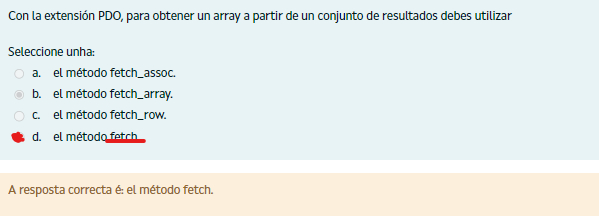 Con la extensión PDO, para obtener un array a partir de un conjunto de resultados debes utilizar
Seleccione unha:
a. el método fetch_assoc.
b. el método fetch_array.
c. el método fetch_row.
d. el método fetch
A resposta correcta é: el método fetch.